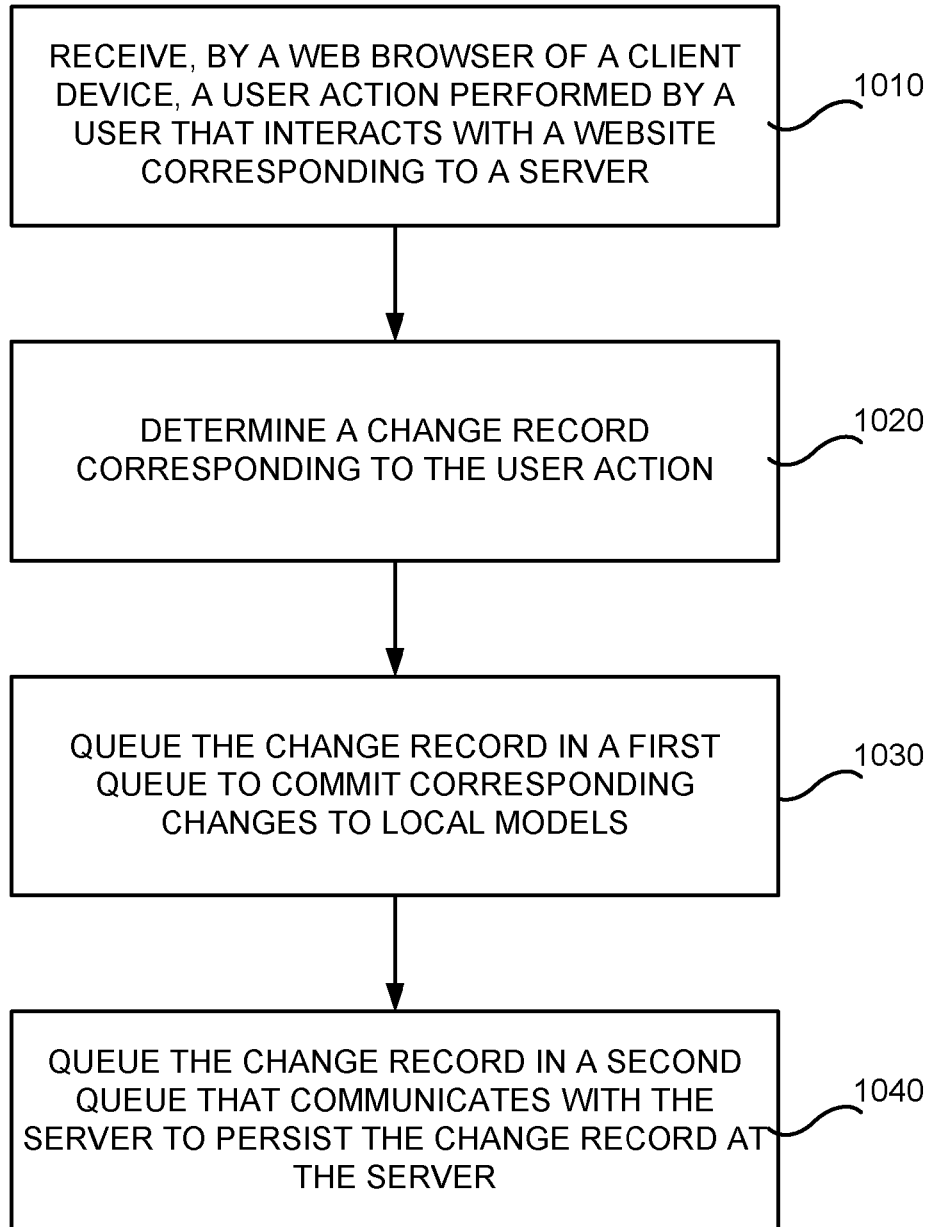 RECEIVE, BY A WEB BROWSER OF A CLIENT
DEVICE, A USER ACTION PERFORMED BY A
USER THAT INTERACTS WITH A WEBSITE
CORRESPONDING TO A SERVER
1010
DETERMINE A CHANGE RECORD
CORRESPONDING TO THE USER ACTION
1020
QUEUE THE CHANGE RECORD IN A FIRST
QUEUE TO COMMIT CORRESPONDING
CHANGES TO LOCAL MODELS
1030
QUEUE THE CHANGE RECORD IN A SECOND
QUEUE THAT COMMUNICATES WITH THE
SERVER TO PERSIST THE CHANGE RECORD AT
THE SERVER
1040